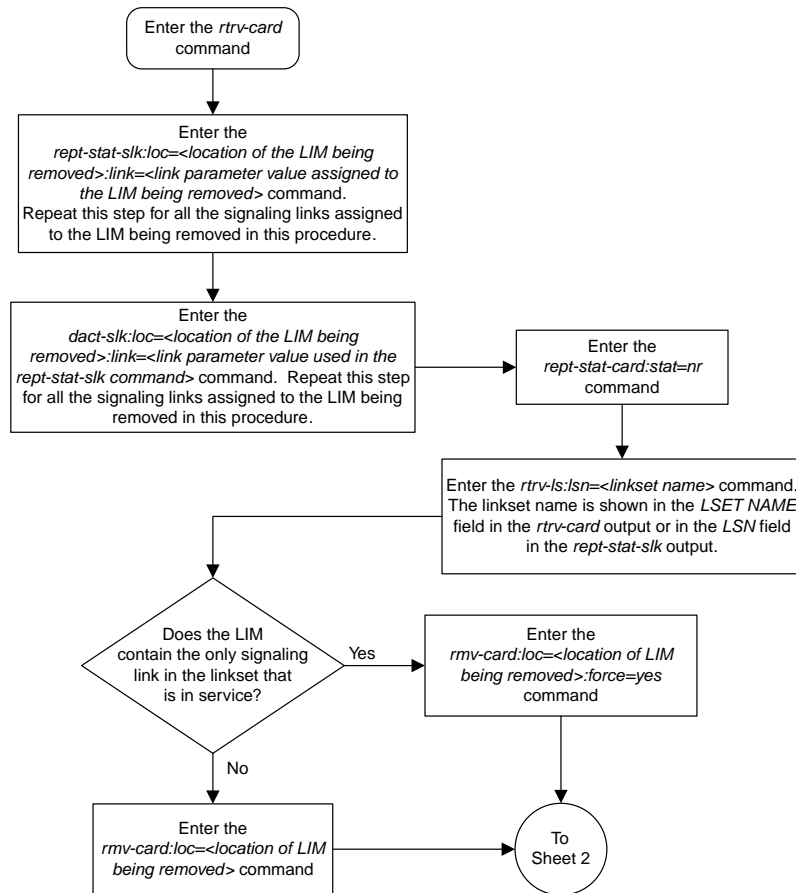 Enter the rtrv-card
command
Enter the
rept-stat-slk:loc=<location of the LIM being
removed>:link=<link parameter value assigned to
the LIM being removed> command.
Repeat this step for all the signaling links assigned
to the LIM being removed in this procedure.
Enter the
dact-slk:loc=<location of the LIM being
removed>:link=<link parameter value used in the
rept-stat-slk command> command.  Repeat this step
for all the signaling links assigned to the LIM being
removed in this procedure.
Enter the
rept-stat-card:stat=nr
command
Enter the rtrv-ls:lsn=<linkset name> command.
The linkset name is shown in the LSET NAME
field in the rtrv-card output or in the LSN field
in the rept-stat-slk output.
Does the LIM
contain the only signaling
link in the linkset that
is in service?
Yes
Enter the
rmv-card:loc=<location of LIM
being removed>:force=yes
command
No
Enter the
rmv-card:loc=<location of LIM
being removed> command
To
Sheet 2